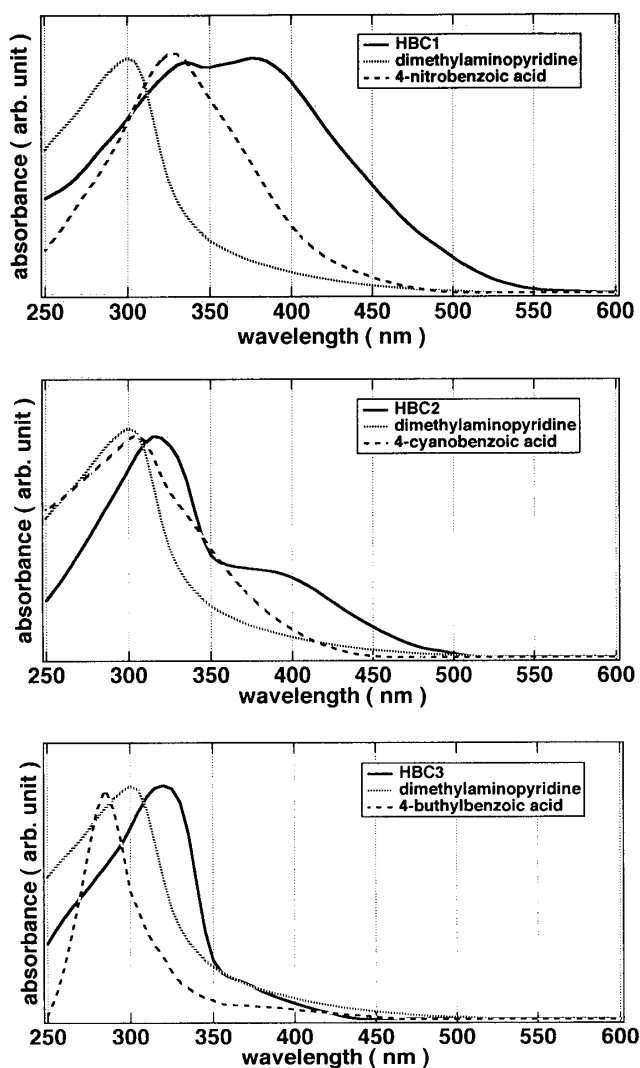 absorbance ( arb. unit )
HBC1
dimethylaminopyridine
4-nitrobenzoic acid
250 300 350 400 450 500 550 600
wavelength ( nm )
absorbance ( arb. unit )
HBC2
dimethylaminopyridine
4-cyanobenzoic acid
250 300 350 400 450 500 550 600
wavelength ( nm )
absorbance ( arb. unit )
HBC3
dimethylaminopyridine
4-buthylbenzoic acid
250 300 350 400 450 500 550 600
wavelength ( nm )